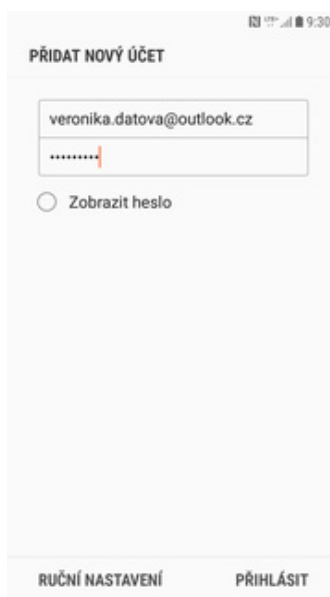 9:30
PŘIDAT NOVÝ ÚČET
veronika.datova@outlook.cz
•••••••••
Zobrazit heslo
RUČNÍ NASTAVENÍ PŘIHLÁSIT